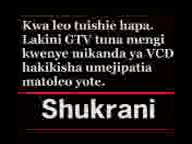 Kwa leo tuishie hapa.
Lakini GTV tuna mengi
kwenye mikanda ya VCD
hakikisha umejipatia
matoleo yote.
Shukrani